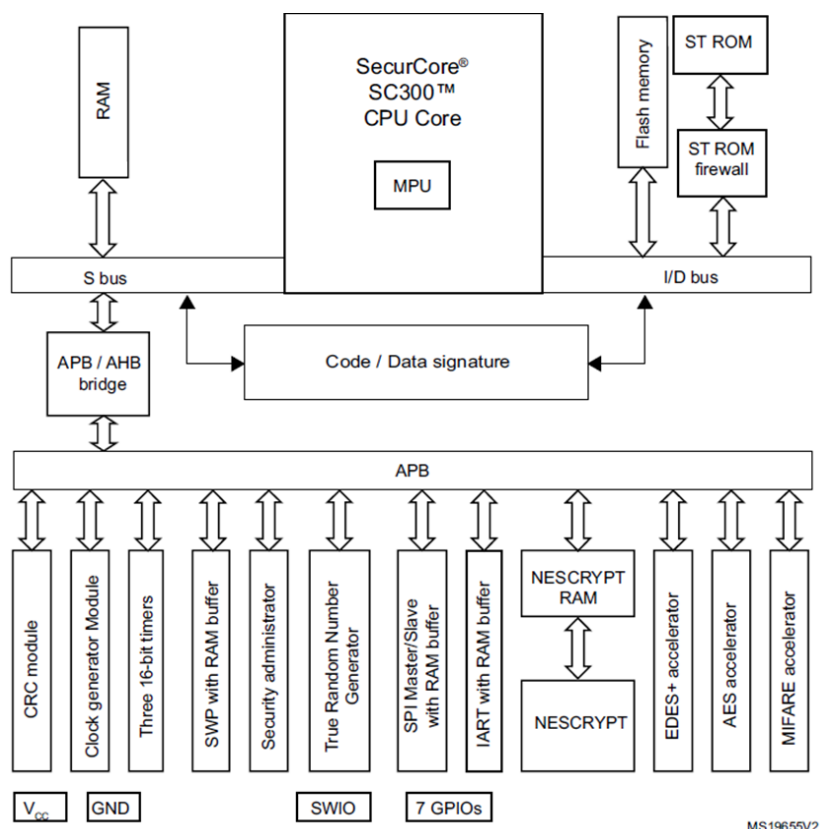 RAM
SecurCore®
SC300™
CPU Core
MPU
Flash memory
ST ROM
ST ROM
firewall
S bus
I/D bus
APB / AHB
bridge
Code / Data signature
APB
CRC module
Clock generator Module
Three 16-bit timers
SWP with RAM buffer
Security administrator
True Random Number
Generator
SPI Master/Slave
with RAM buffer
IART with RAM buffer
NESCRYPT
RAM
NESCRYPT
EDES+ accelerator
AES accelerator
MIFARE accelerator
VCC
GND
SWIO
7 GPIOs
MS19655V2